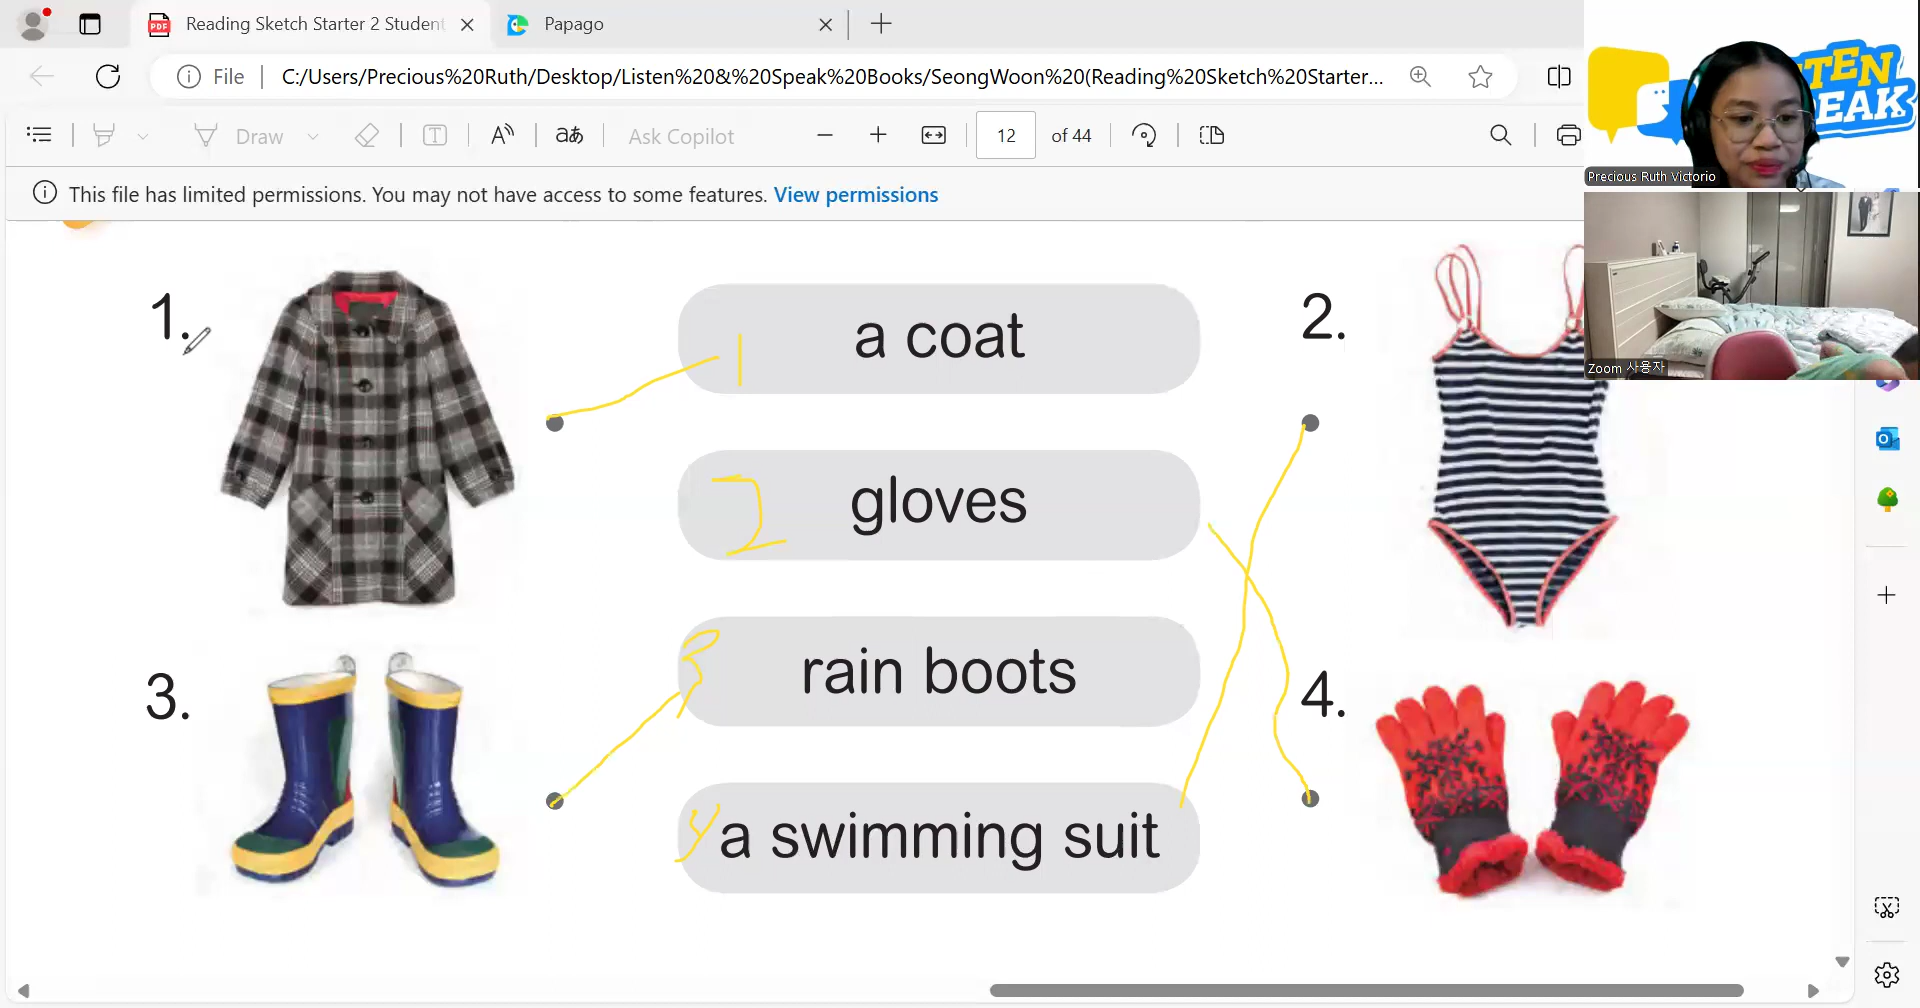 Reading Sketch Starter 2 Student
Papago
File
C:/Users/Precious%20Ruth/Desktop/Listen%20&%20Speak%20Books/SeongWoon%20(Reading%20Sketch%20Starter...
Draw
Ask Copilot
12 of 44
This file has limited permissions. You may not have access to some features. View permissions
TEN
EAK
Precious Ruth Victorio
Zoom 사용자
1.
a coat
1
2.
gloves
2
3.
rain boots
3
4.
a swimming suit